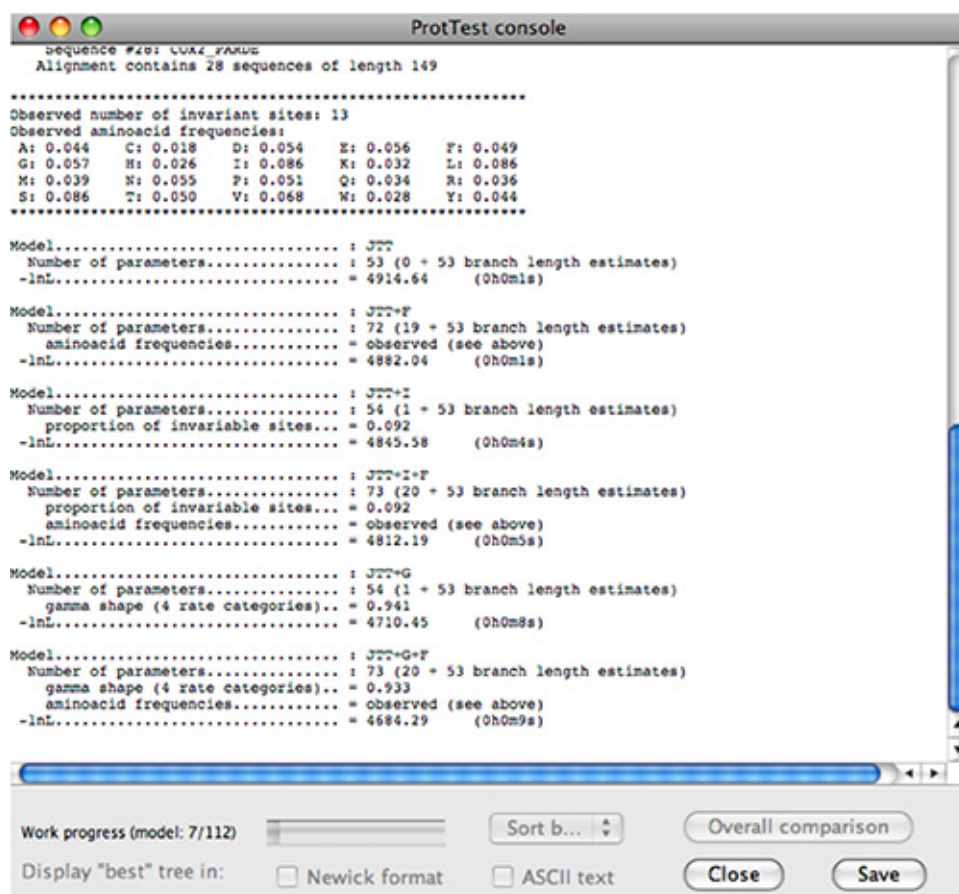 ProtTest console
Sequence #28: COX2_PARDE
Alignment contains 28 sequences of length 149
**********************************************************
Observed number of invariant sites: 13
Observed aminoacid frequencies:
A: 0.044 C: 0.018 D: 0.054 E: 0.056 F: 0.049
G: 0.057 H: 0.026 I: 0.086 K: 0.032 L: 0.086
M: 0.039 N: 0.055 P: 0.051 Q: 0.034 R: 0.036
S: 0.086 T: 0.050 V: 0.068 W: 0.028 Y: 0.044
**********************************************************
Model................................ : JTT
Number of parameters............... : 53 (0 + 53 branch length estimates)
-lnL................................ = 4914.64 (0h0m1s)
Model................................ : JTT+F
Number of parameters............... : 72 (19 + 53 branch length estimates)
aminoacid frequencies............ = observed (see above)
-lnL................................ = 4882.04 (0h0m1s)
Model................................ : JTT+I
Number of parameters............... : 54 (1 + 53 branch length estimates)
proportion of invariable sites... = 0.092
-lnL................................ = 4845.58 (0h0m4s)
Model................................ : JTT+I+F
Number of parameters............... : 73 (20 + 53 branch length estimates)
proportion of invariable sites... = 0.092
aminoacid frequencies............ = observed (see above)
-lnL................................ = 4812.19 (0h0m5s)
Model................................ : JTT+G
Number of parameters............... : 54 (1 + 53 branch length estimates)
gamma shape (4 rate categories).. = 0.941
-lnL................................ = 4710.45 (0h0m8s)
Model................................ : JTT+G+F
Number of parameters............... : 73 (20 + 53 branch length estimates)
gamma shape (4 rate categories).. = 0.933
aminoacid frequencies............ = observed (see above)
-lnL................................ = 4684.29 (0h0m9s)
Work progress (model: 7/112) Sort b... Overall comparison
Display "best" tree in: Newick format ASCII text Close Save